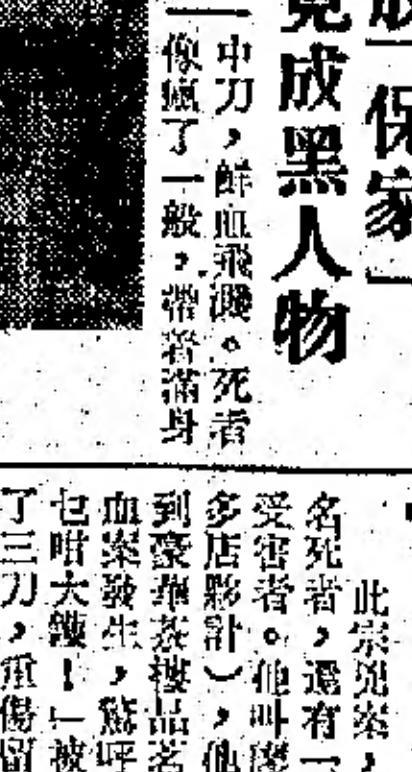 保家」
竟成黑人物
中刀，鮮血飛濺。死者
像瘋了一般，帶着滿身
此宗兇案，
名死者，還有一
受害者。他叫
多店夥計），他
到豪華茶樓品茗
血案發生，驚呼
乜咁大鑊！」被
了三刀，重傷留